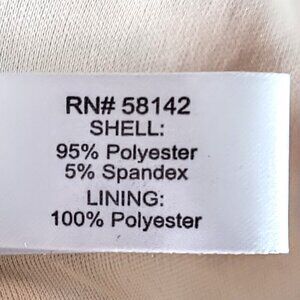 RN# 58142
SHELL:
95% Polyester
5% Spandex
LINING:
100% Polyester